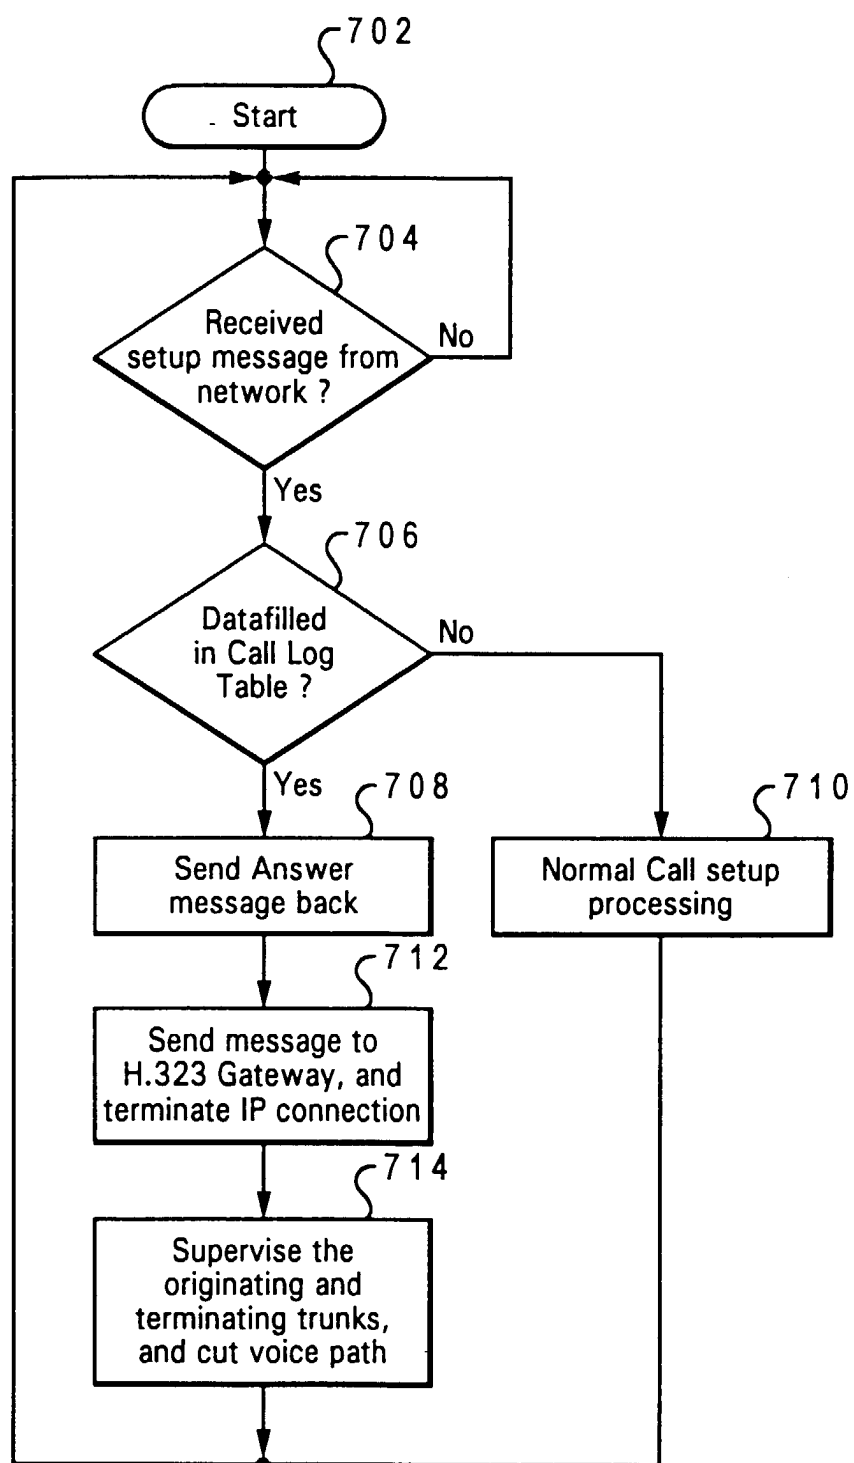 702
Start
704
Received
setup message from
network ?
No
Yes
706
Datafilled
in Call Log
Table ?
No
Yes
708
Send Answer
message back
710
Normal Call setup
processing
712
Send message to
H.323 Gateway, and
terminate IP connection
714
Supervise the
originating and
terminating trunks,
and cut voice path